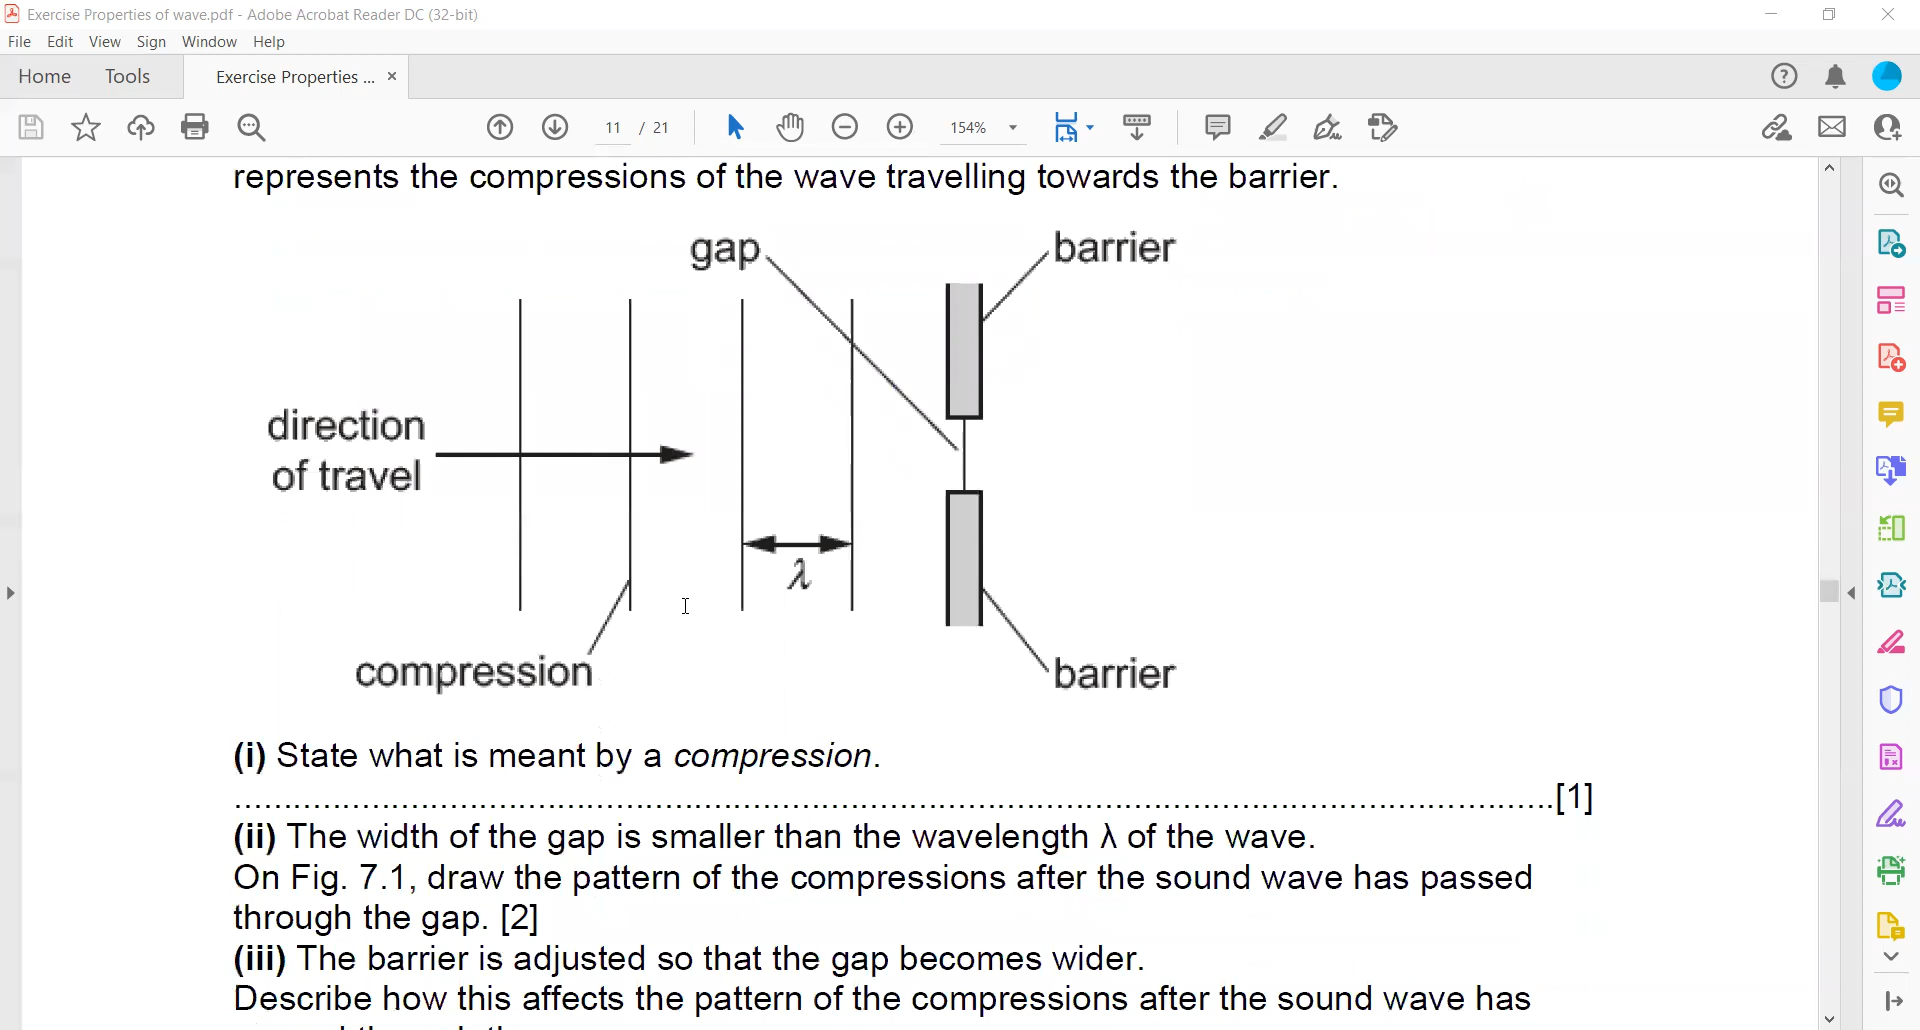 Exercise Properties of wave.pdf - Adobe Acrobat Reader DC (32-bit)
File Edit View Sign Window Help
Home Tools Exercise Properties ... ×
11 / 21 154%
represents the compressions of the wave travelling towards the barrier.
gap barrier
direction
of travel
λ
compression barrier
(i) State what is meant by a compression.
....................................................................................................................................[1]
(ii) The width of the gap is smaller than the wavelength λ of the wave.
On Fig. 7.1, draw the pattern of the compressions after the sound wave has passed
through the gap. [2]
(iii) The barrier is adjusted so that the gap becomes wider.
Describe how this affects the pattern of the compressions after the sound wave has